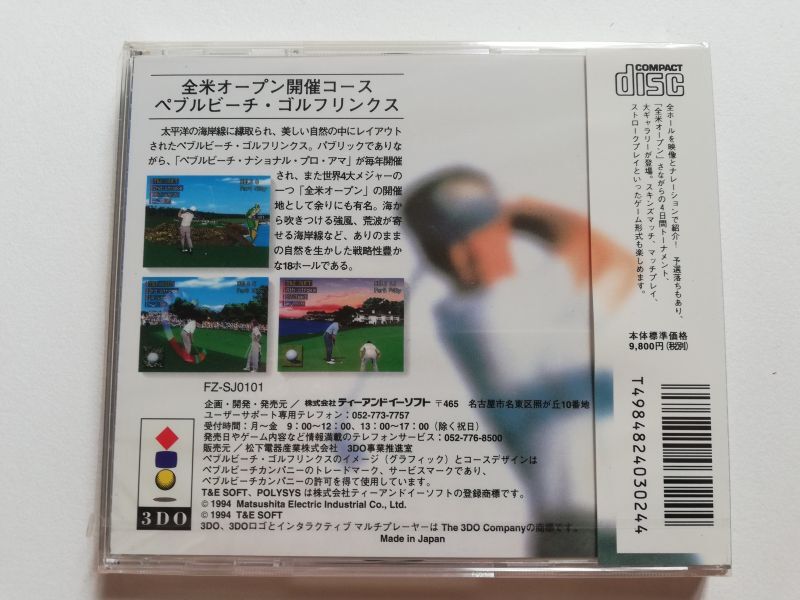 全米オープン開催コース
ペブルビーチ・ゴルフリンクス
太平洋の海岸線に縁取られ、美しい自然の中にレイアウト
されたペブルビーチ・ゴルフリンクス。パブリックでありな
がら、「ペブルビーチ・ナショナル・プロ・アマ」が毎年開催
され、また世界4大メジャーの
一つ「全米オープン」の開催
地として余りにも有名。海か
ら吹きつける強風、荒波が寄
せる海岸線など、ありのまま
の自然を生かした戦略性豊か
な18ホールである。
FZ-SJ0101
企画・開発・発売元／株式会社ティーアンドイーソフト 〒465 名古屋市名東区照が丘10番地
ユーザーサポート専用テレフォン：052-773-7757
受付時間：月〜金 9：00〜12：00、13：00〜17：00（除く祝日）
発売日やゲーム内容など情報満載のテレフォンサービス：052-776-8500
販売元／松下電器産業株式会社 3DO事業推進室
ペブルビーチ・ゴルフリンクスのイメージ（グラフィック）とコースデザインは
ペブルビーチカンパニーのトレードマーク、サービスマークであり、
ペブルビーチカンパニーの許可を得て使用しています。
T&E SOFT、POLYSYS は株式会社ティーアンドイーソフトの登録商標です。
© 1994 Matsushita Electric Industrial Co., Ltd.
© 1994 T&E SOFT
3DO、3DOロゴとインタラクティブ マルチプレーヤーは The 3DO Companyの商標です。
Made in Japan
3DO
COMPACT
disc
全ホールを映像とナレーションで紹介！ 予選落ちもあり、
「全米オープン」さながらの4日間トーナメント、
大ギャラリーが登場。スキンズマッチ、マッチプレイ、
ストロークプレイといったゲーム形式も楽しめます。
本体標準価格
9,800円（税別）
T4984824030244